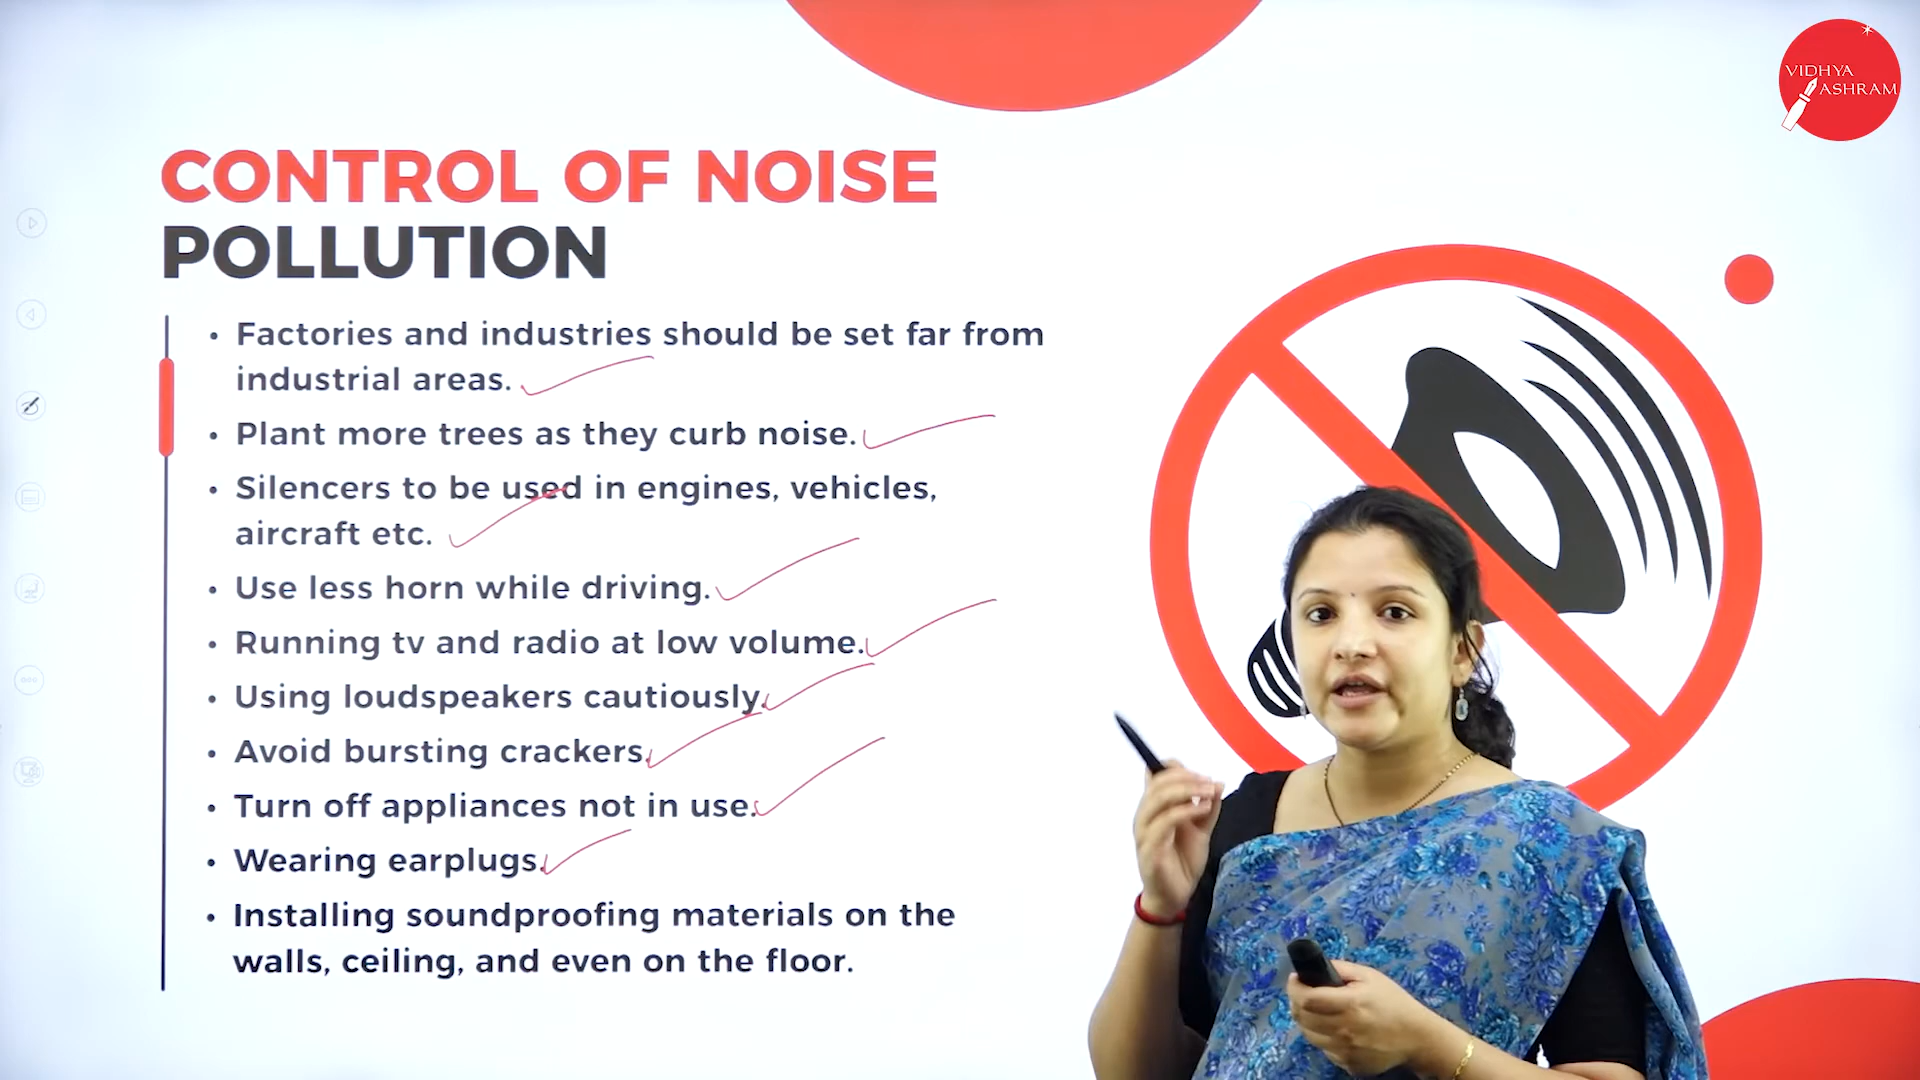 VIDHYA
ASHRAM
CONTROL OF NOISE
POLLUTION
• Factories and industries should be set far from
industrial areas.
• Plant more trees as they curb noise.
• Silencers to be used in engines, vehicles,
aircraft etc.
• Use less horn while driving.
• Running tv and radio at low volume.
• Using loudspeakers cautiously.
• Avoid bursting crackers.
• Turn off appliances not in use.
• Wearing earplugs.
• Installing soundproofing materials on the
walls, ceiling, and even on the floor.